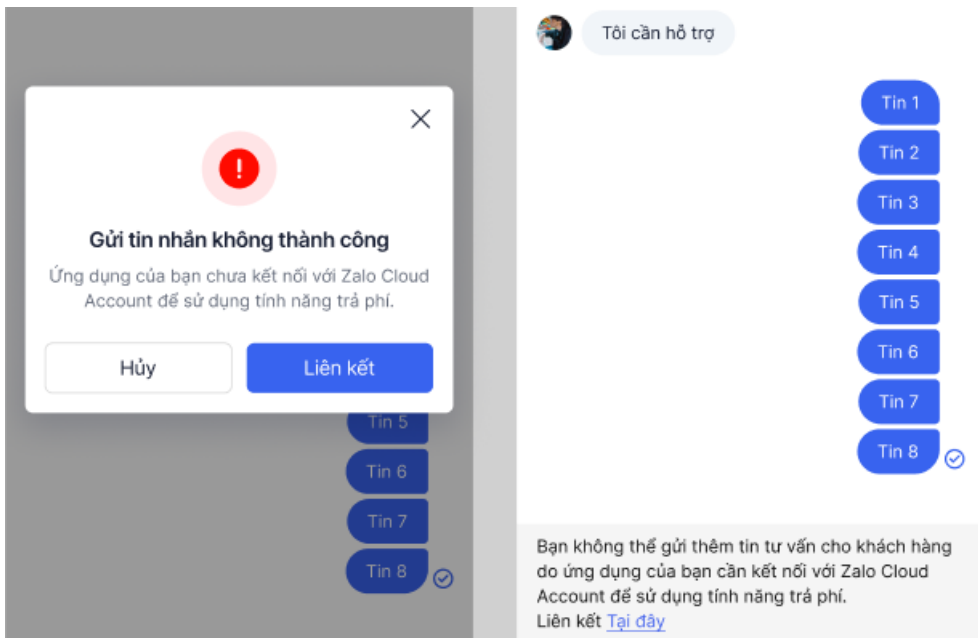 Gửi tin nhắn không thành công
Ứng dụng của bạn chưa kết nối với Zalo Cloud
Account để sử dụng tính năng trả phí.
Hủy
Liên kết
Tin 5
Tin 6
Tin 7
Tin 8
Tôi cần hỗ trợ
Tin 1
Tin 2
Tin 3
Tin 4
Tin 5
Tin 6
Tin 7
Tin 8
Bạn không thể gửi thêm tin tư vấn cho khách hàng
do ứng dụng của bạn cần kết nối với Zalo Cloud
Account để sử dụng tính năng trả phí.
Liên kết Tại đây